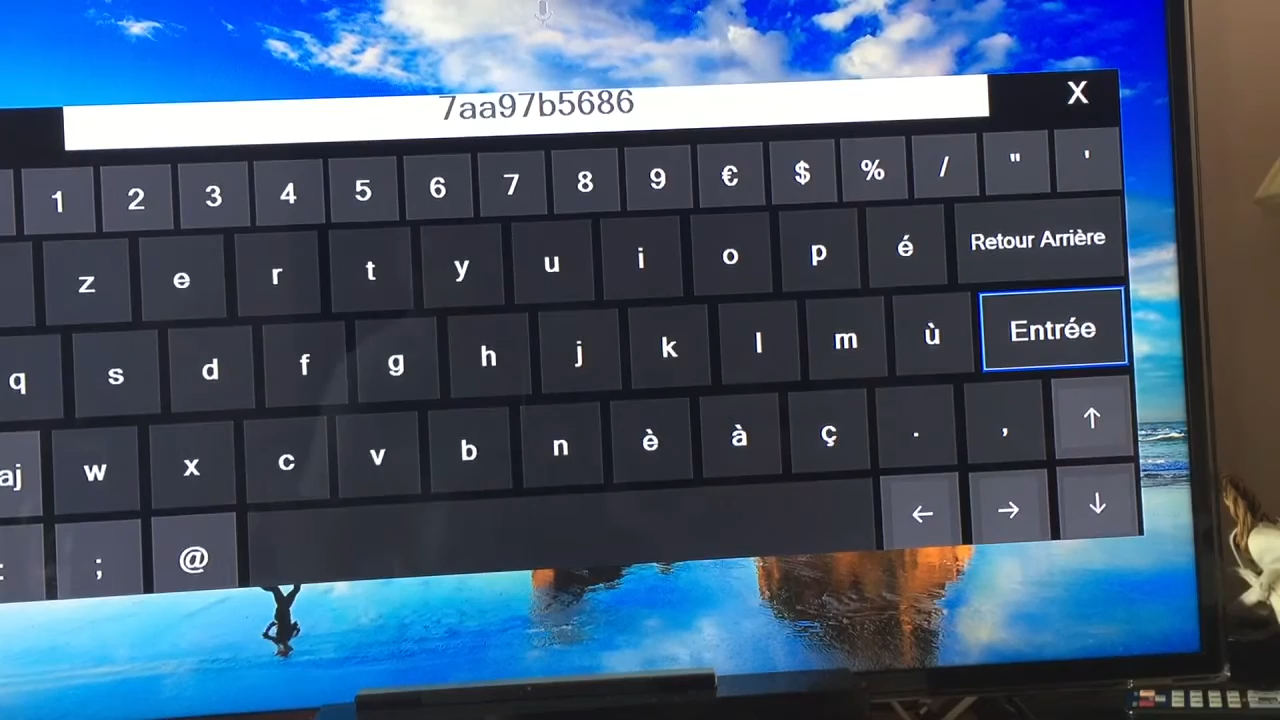 7aa97b5686
X
1 2 3 4 5 6 7 8 9 € $ % / " '
z e r t y u i o p é Retour Arrière
q s d f g h j k l m ù Entrée
aj w x c v b n è à ç . , ↑
: ; @ ← → ↓